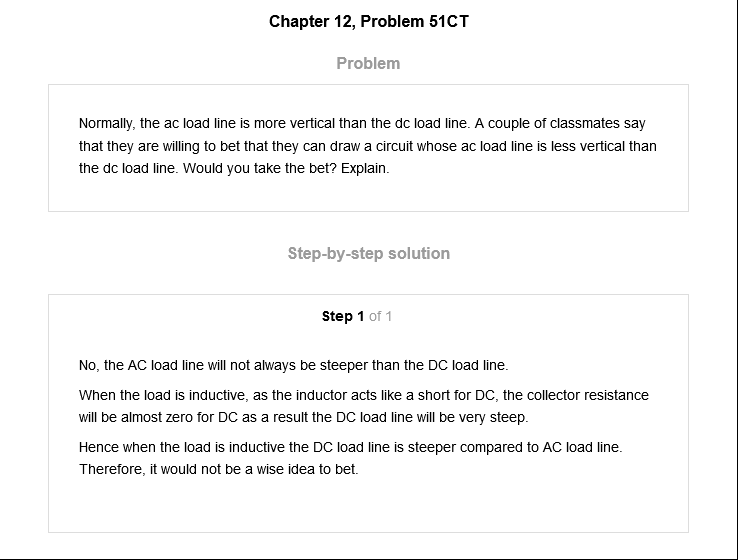 Chapter 12, Problem 51CT
Problem
Normally, the ac load line is more vertical than the dc load line. A couple of classmates say
that they are willing to bet that they can draw a circuit whose ac load line is less vertical than
the dc load line. Would you take the bet? Explain.
Step-by-step solution
Step 1 of 1
No, the AC load line will not always be steeper than the DC load line.
When the load is inductive, as the inductor acts like a short for DC, the collector resistance
will be almost zero for DC as a result the DC load line will be very steep.
Hence when the load is inductive the DC load line is steeper compared to AC load line.
Therefore, it would not be a wise idea to bet.